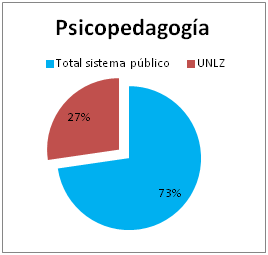 Psicopedagogía
Total sistema público UNLZ
27%
73%